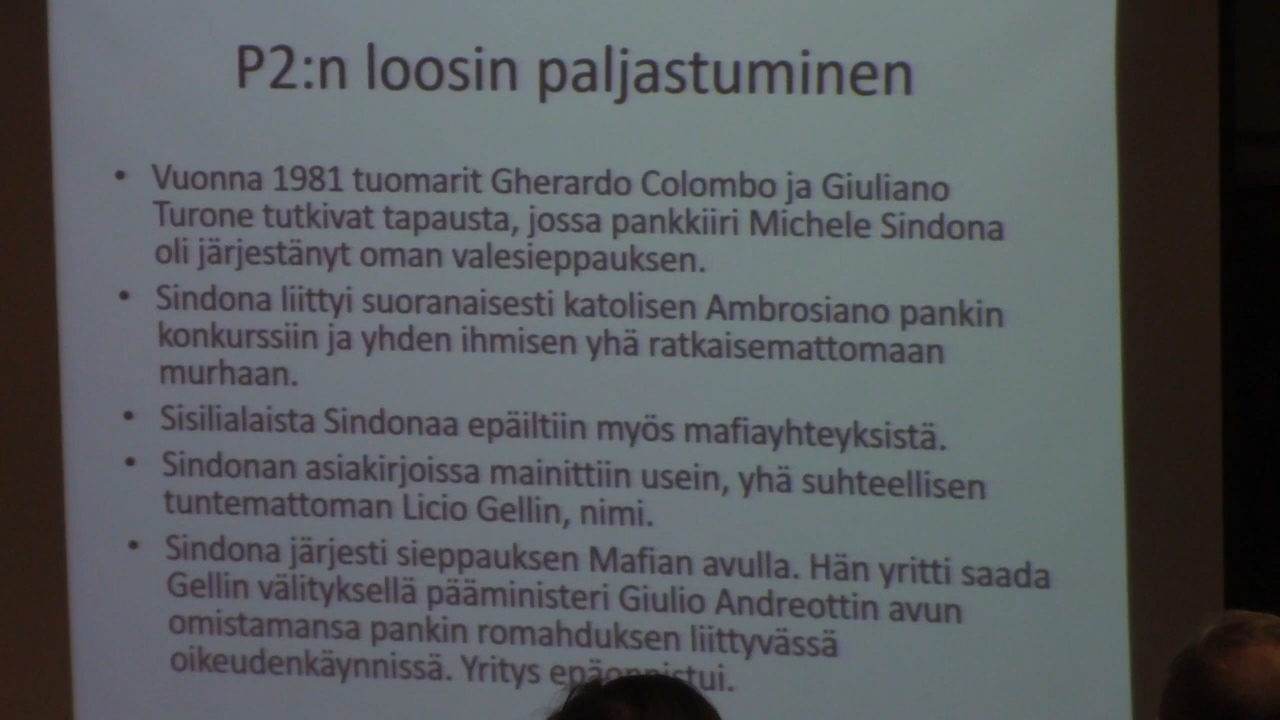 P2:n loosin paljastuminen
• Vuonna 1981 tuomarit Gherardo Colombo ja Giuliano
Turone tutkivat tapausta, jossa pankkiiri Michele Sindona
oli järjestänyt oman valesieppauksen.
• Sindona liittyi suoranaisesti katolisen Ambrosiano pankin
konkurssiin ja yhden ihmisen yhä ratkaisemattomaan
murhaan.
• Sisilialaista Sindonaa epäiltiin myös mafiayhteyksistä.
• Sindonan asiakirjoissa mainittiin usein, yhä suhteellisen
tuntemattoman Licio Gellin, nimi.
• Sindona järjesti sieppauksen Mafian avulla. Hän yritti saada
Gellin välityksellä pääministeri Giulio Andreottin avun
omistamansa pankin romahduksen liittyvässä
oikeudenkäynnissä. Yritys epäonnistui.